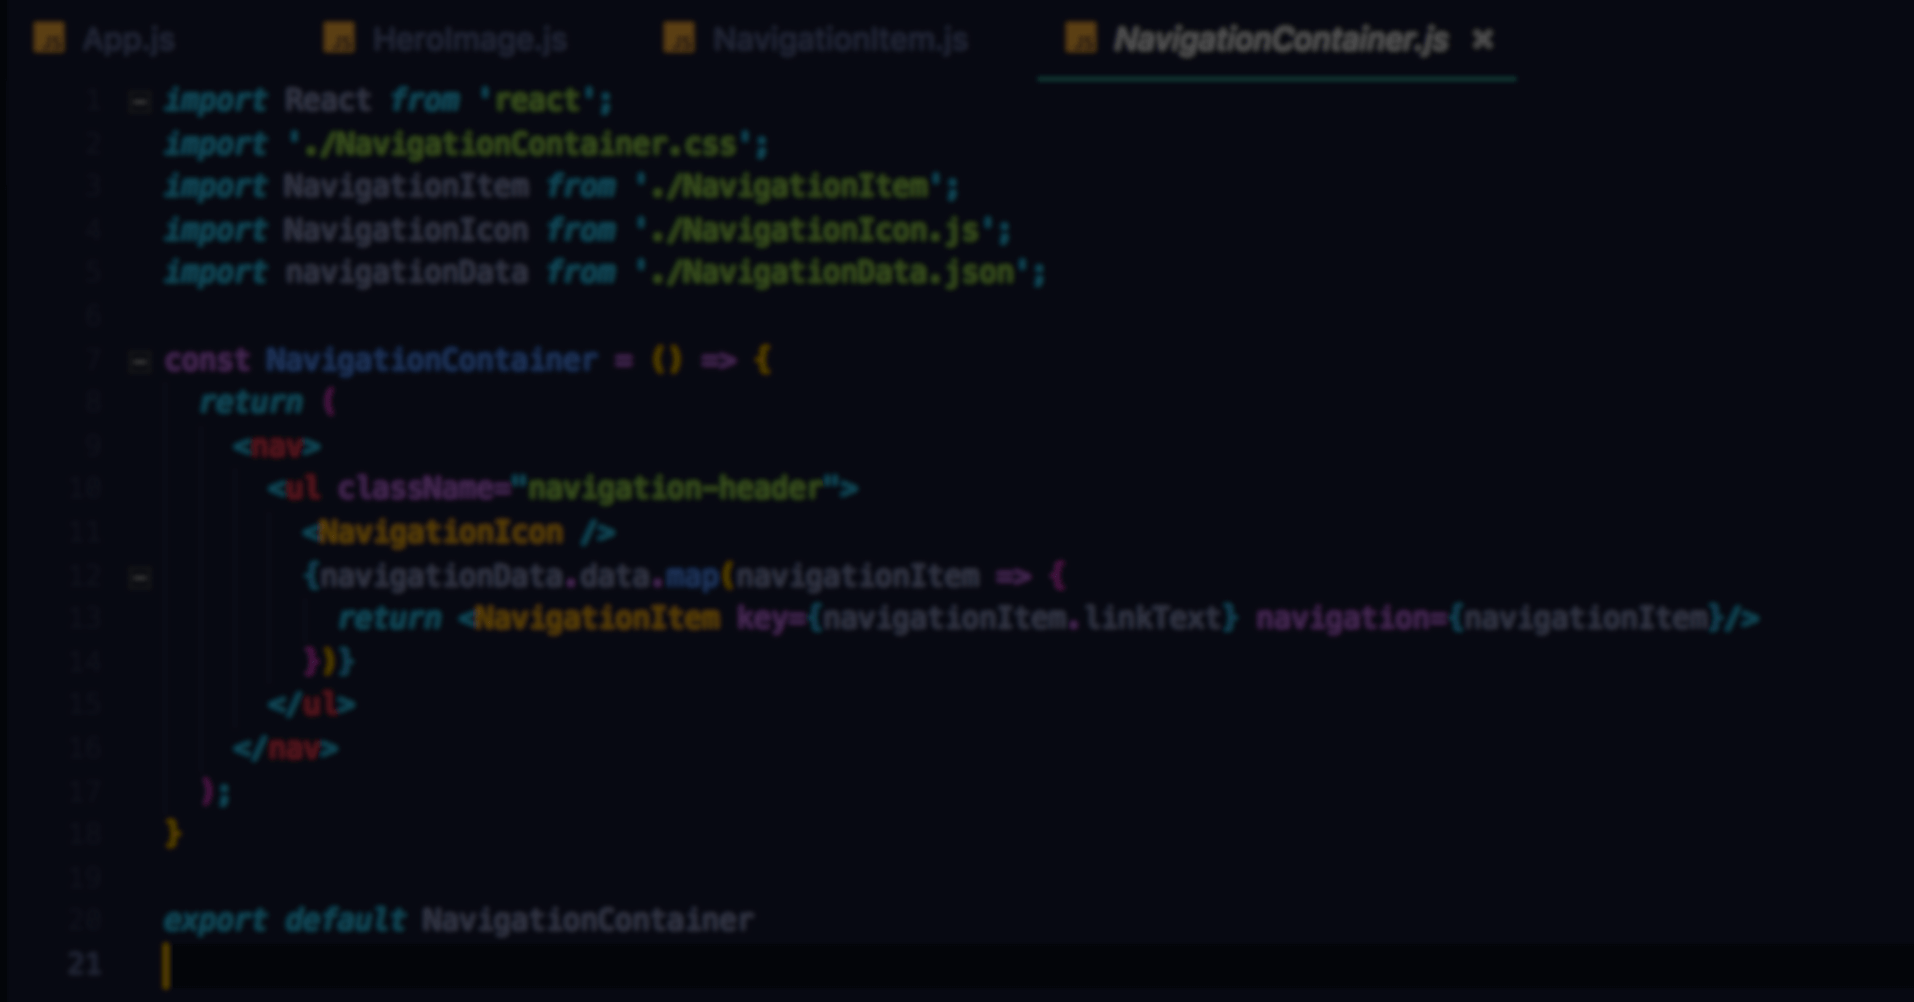 App.js HeroImage.js NavigationItem.js NavigationContainer.js ×
1 import React from 'react';
2 import './NavigationContainer.css';
3 import NavigationItem from './NavigationItem';
4 import NavigationIcon from './NavigationIcon.js';
5 import navigationData from './NavigationData.json';
6
7 const NavigationContainer = () => {
8 return (
9 <nav>
10 <ul className="navigation-header">
11 <NavigationIcon />
12 {navigationData.data.map(navigationItem => {
13 return <NavigationItem key={navigationItem.linkText} navigation={navigationItem}/>
14 })}
15 </ul>
16 </nav>
17 );
18 }
19
20 export default NavigationContainer
21